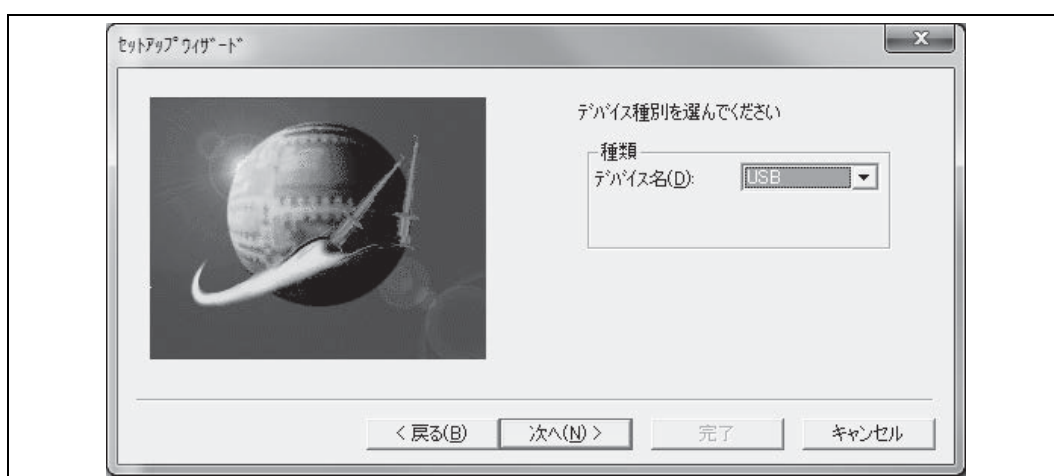 ｾｯﾄｱｯﾌﾟ ｳｨｻﾞｰﾄﾞ
ﾃﾞﾊﾞｲｽ種別を選んでください
種類
ﾃﾞﾊﾞｲｽ名(D):
USB
< 戻る(B)
次へ(N) >
完了
キャンセル